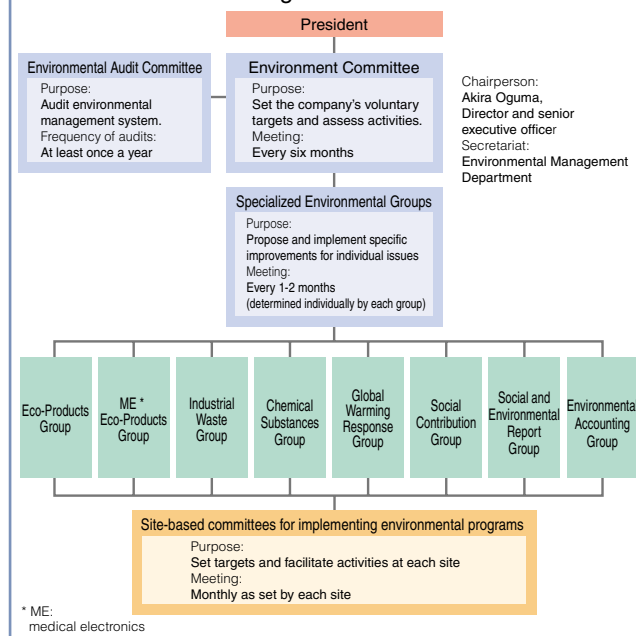 President
Environmental Audit Committee
Purpose:
Audit environmental
management system.
Frequency of audits:
At least once a year
Environment Committee
Purpose:
Set the company's voluntary
targets and assess activities.
Meeting:
Every six months
Chairperson:
Akira Oguma,
Director and senior
executive officer
Secretariat:
Environmental Management
Department
Specialized Environmental Groups
Purpose:
Propose and implement specific
improvements for individual issues
Meeting:
Every 1-2 months
(determined individually by each group)
Eco-Products
Group
ME *
Eco-Products
Group
Industrial
Waste
Group
Chemical
Substances
Group
Global
Warming
Response
Group
Social
Contribution
Group
Social and
Environmental
Report
Group
Environmental
Accounting
Group
Site-based committees for implementing environmental programs
Purpose:
Set targets and facilitate activities at each site
Meeting:
Monthly as set by each site
* ME:
medical electronics